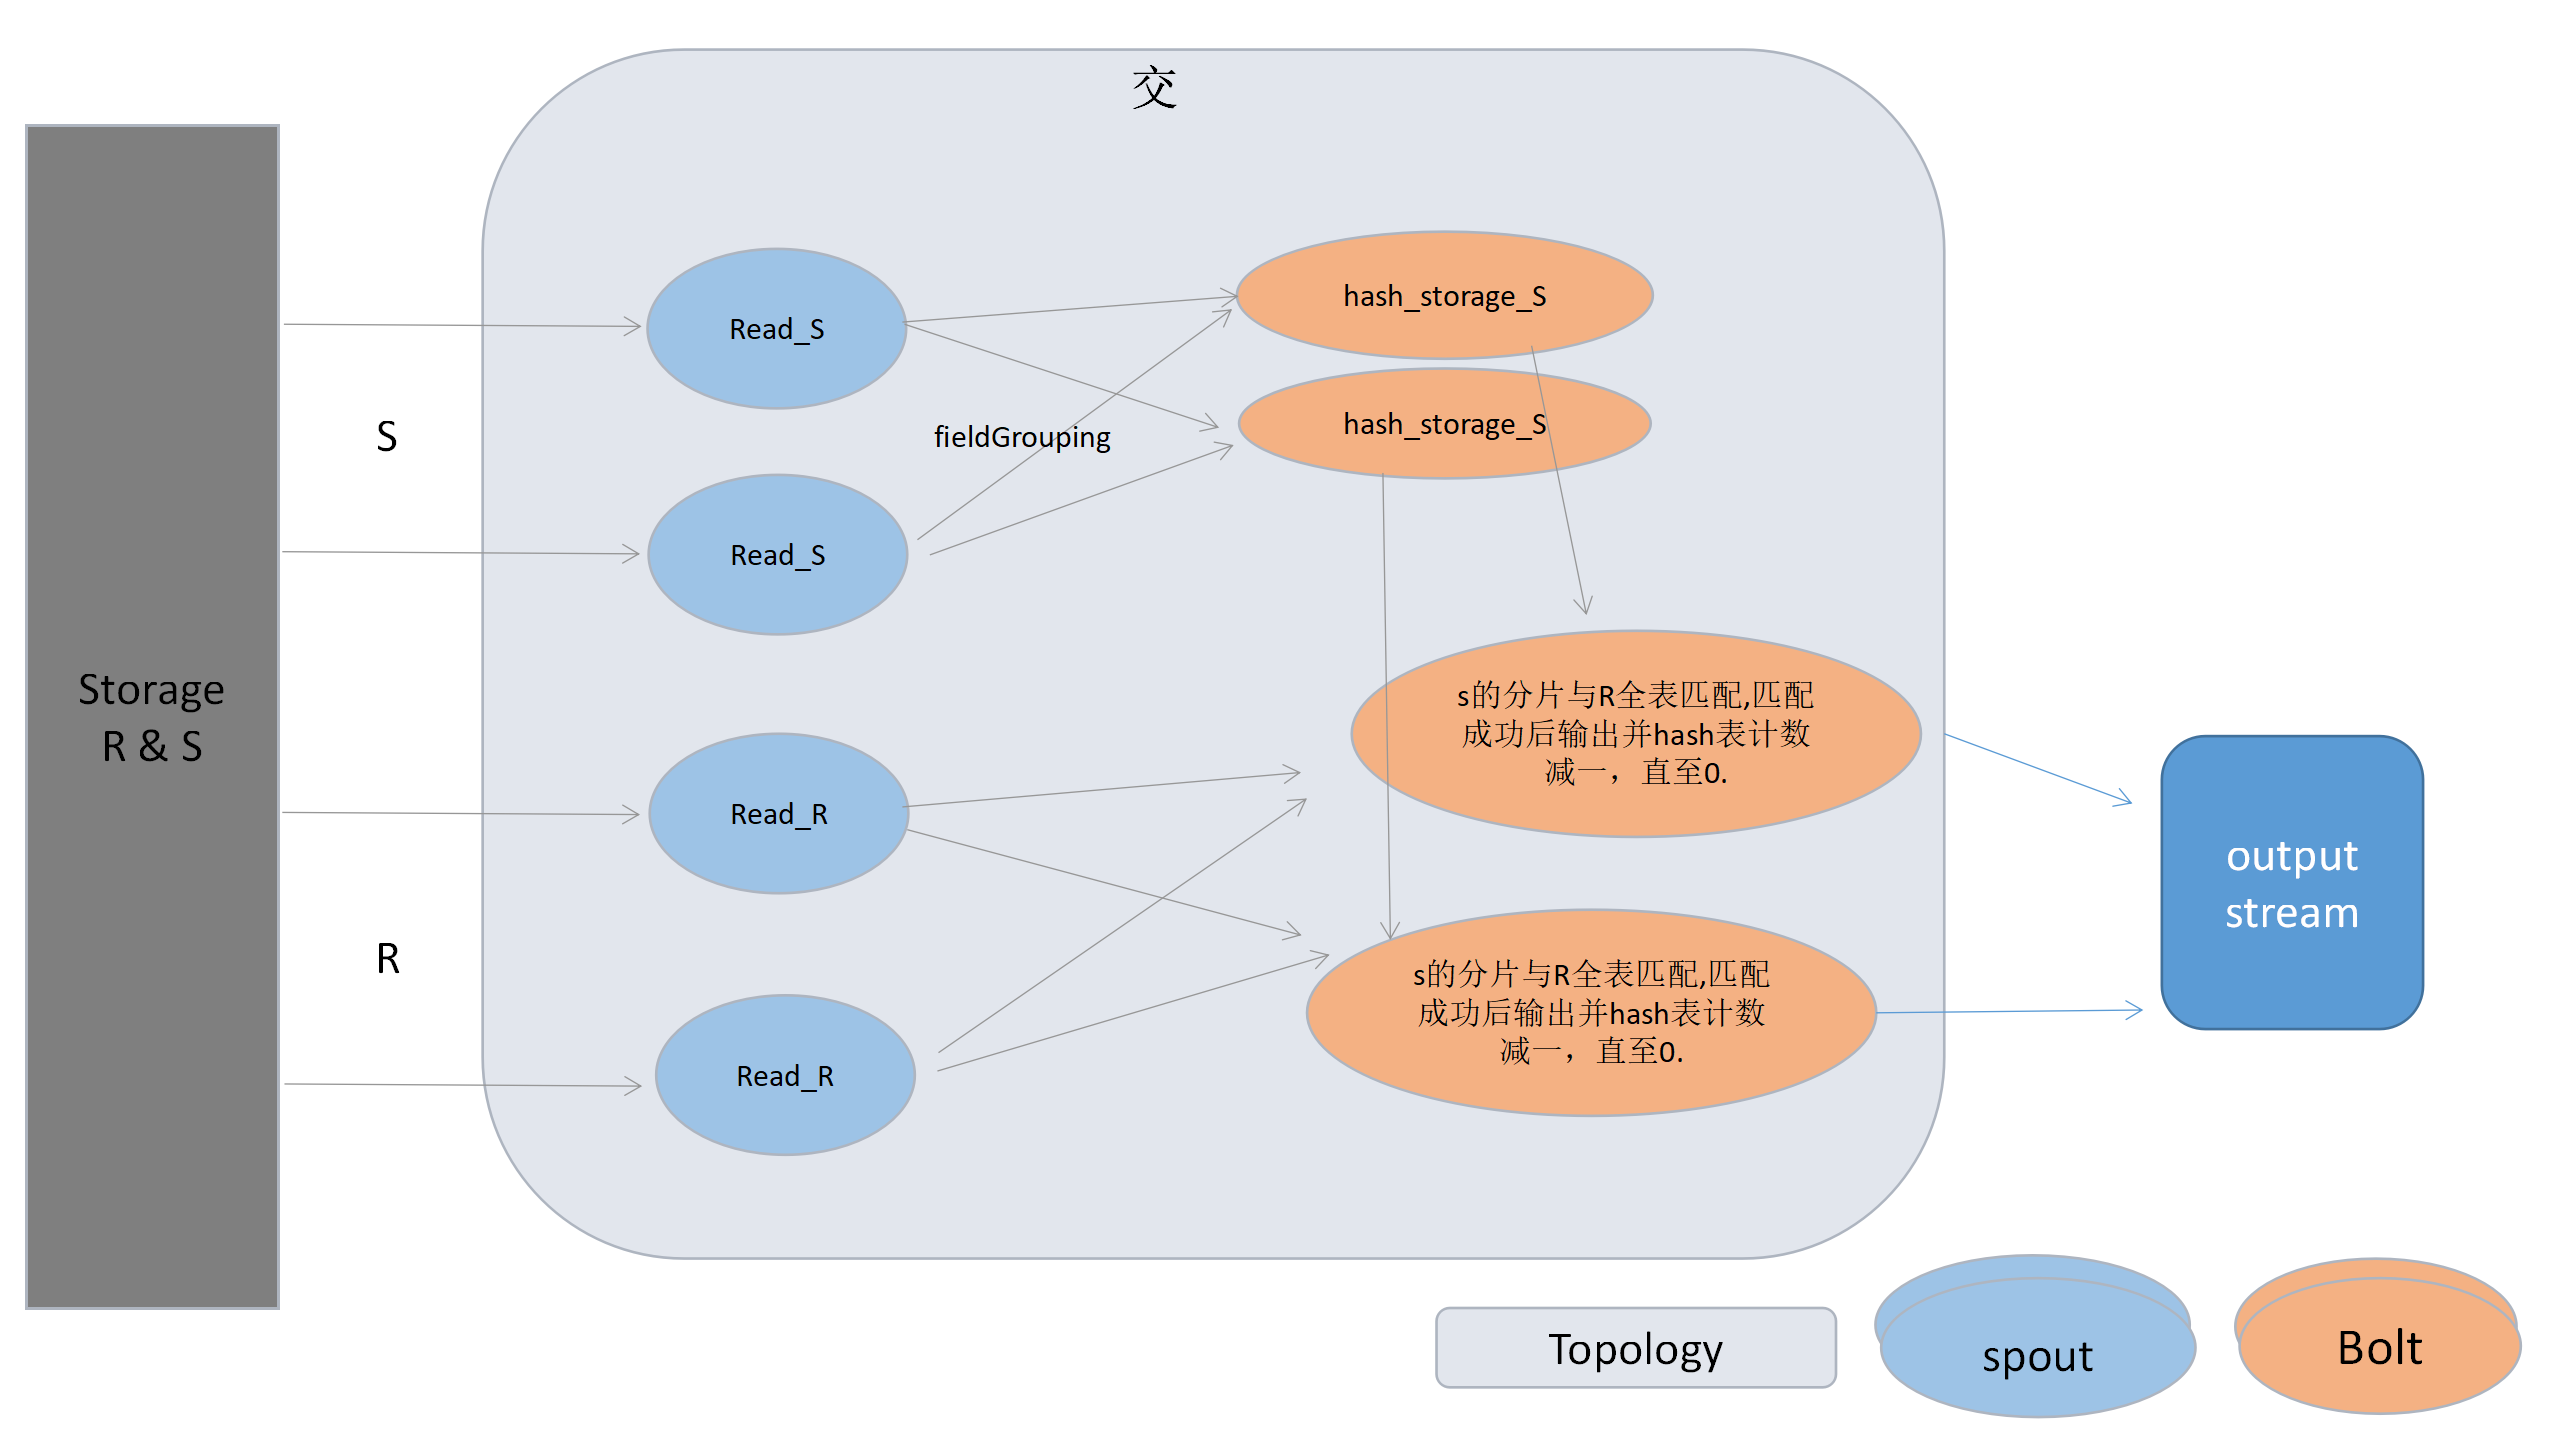 交
Storage
R & S
S
R
Read_S
Read_S
Read_R
Read_R
fieldGrouping
hash_storage_S
hash_storage_S
s的分片与R全表匹配,匹配
成功后输出并hash表计数
减一，直至0.
s的分片与R全表匹配,匹配
成功后输出并hash表计数
减一，直至0.
output
stream
Topology
spout
Bolt